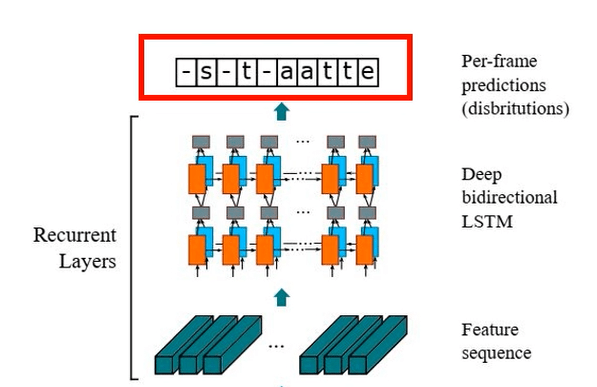 -s-t-aatte
Per-frame
predictions
(disbritutions)
...
Deep
bidirectional
LSTM
...
Recurrent
Layers
...
Feature
sequence